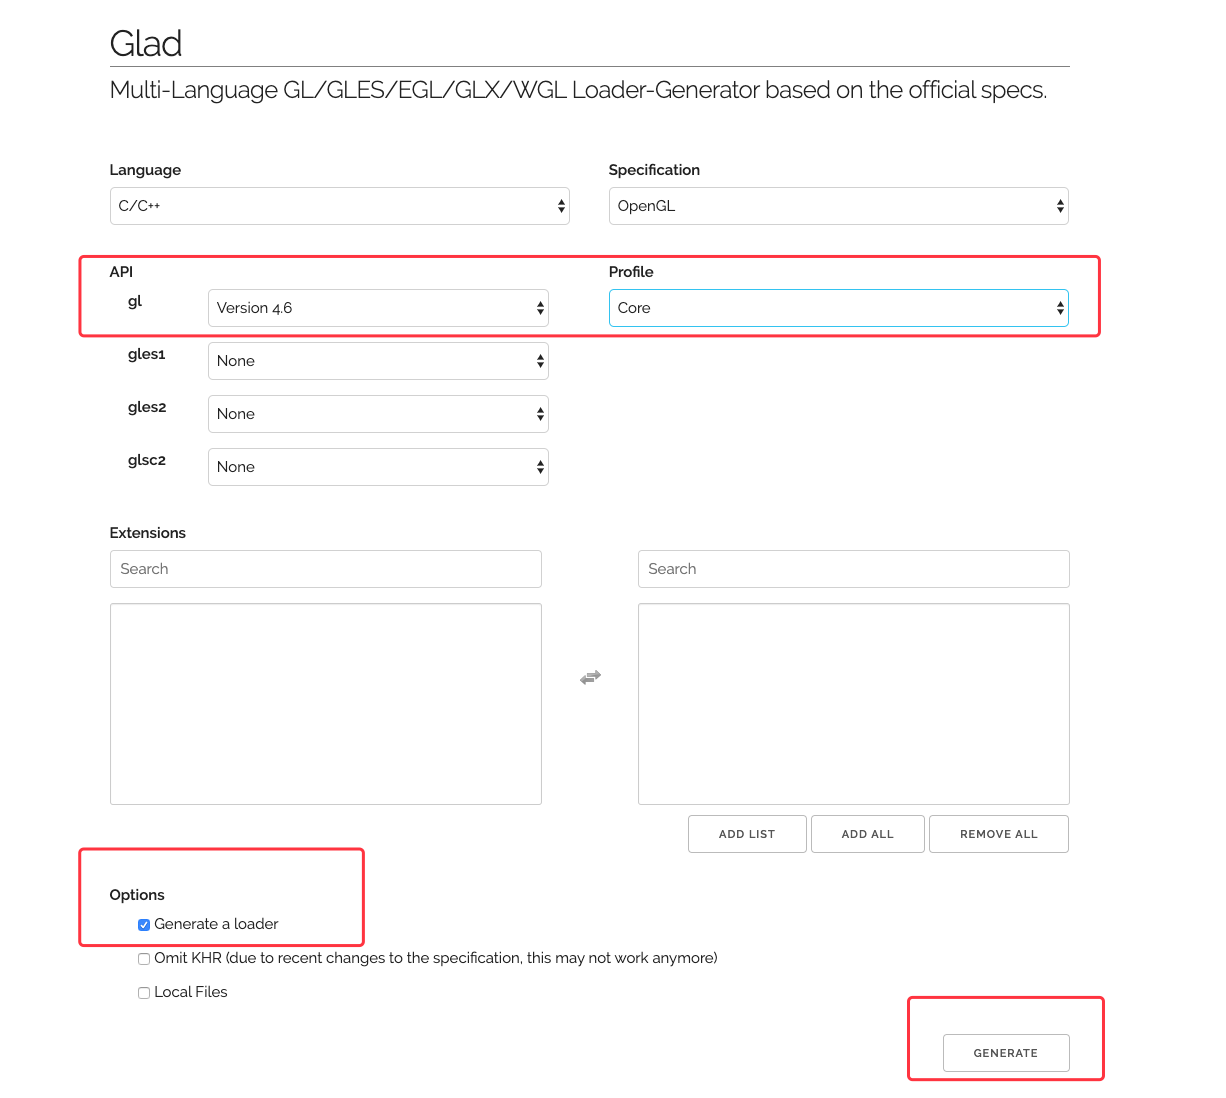 Glad
Multi-Language GL/GLES/EGL/GLX/WGL Loader-Generator based on the official specs.
Language
Specification
C/C++
OpenGL
API
Profile
gl
Version 4.6
Core
gles1
None
gles2
None
glsc2
None
Extensions
Search
Search
ADD LIST
ADD ALL
REMOVE ALL
Options
Generate a loader
Omit KHR (due to recent changes to the specification, this may not work anymore)
Local Files
GENERATE